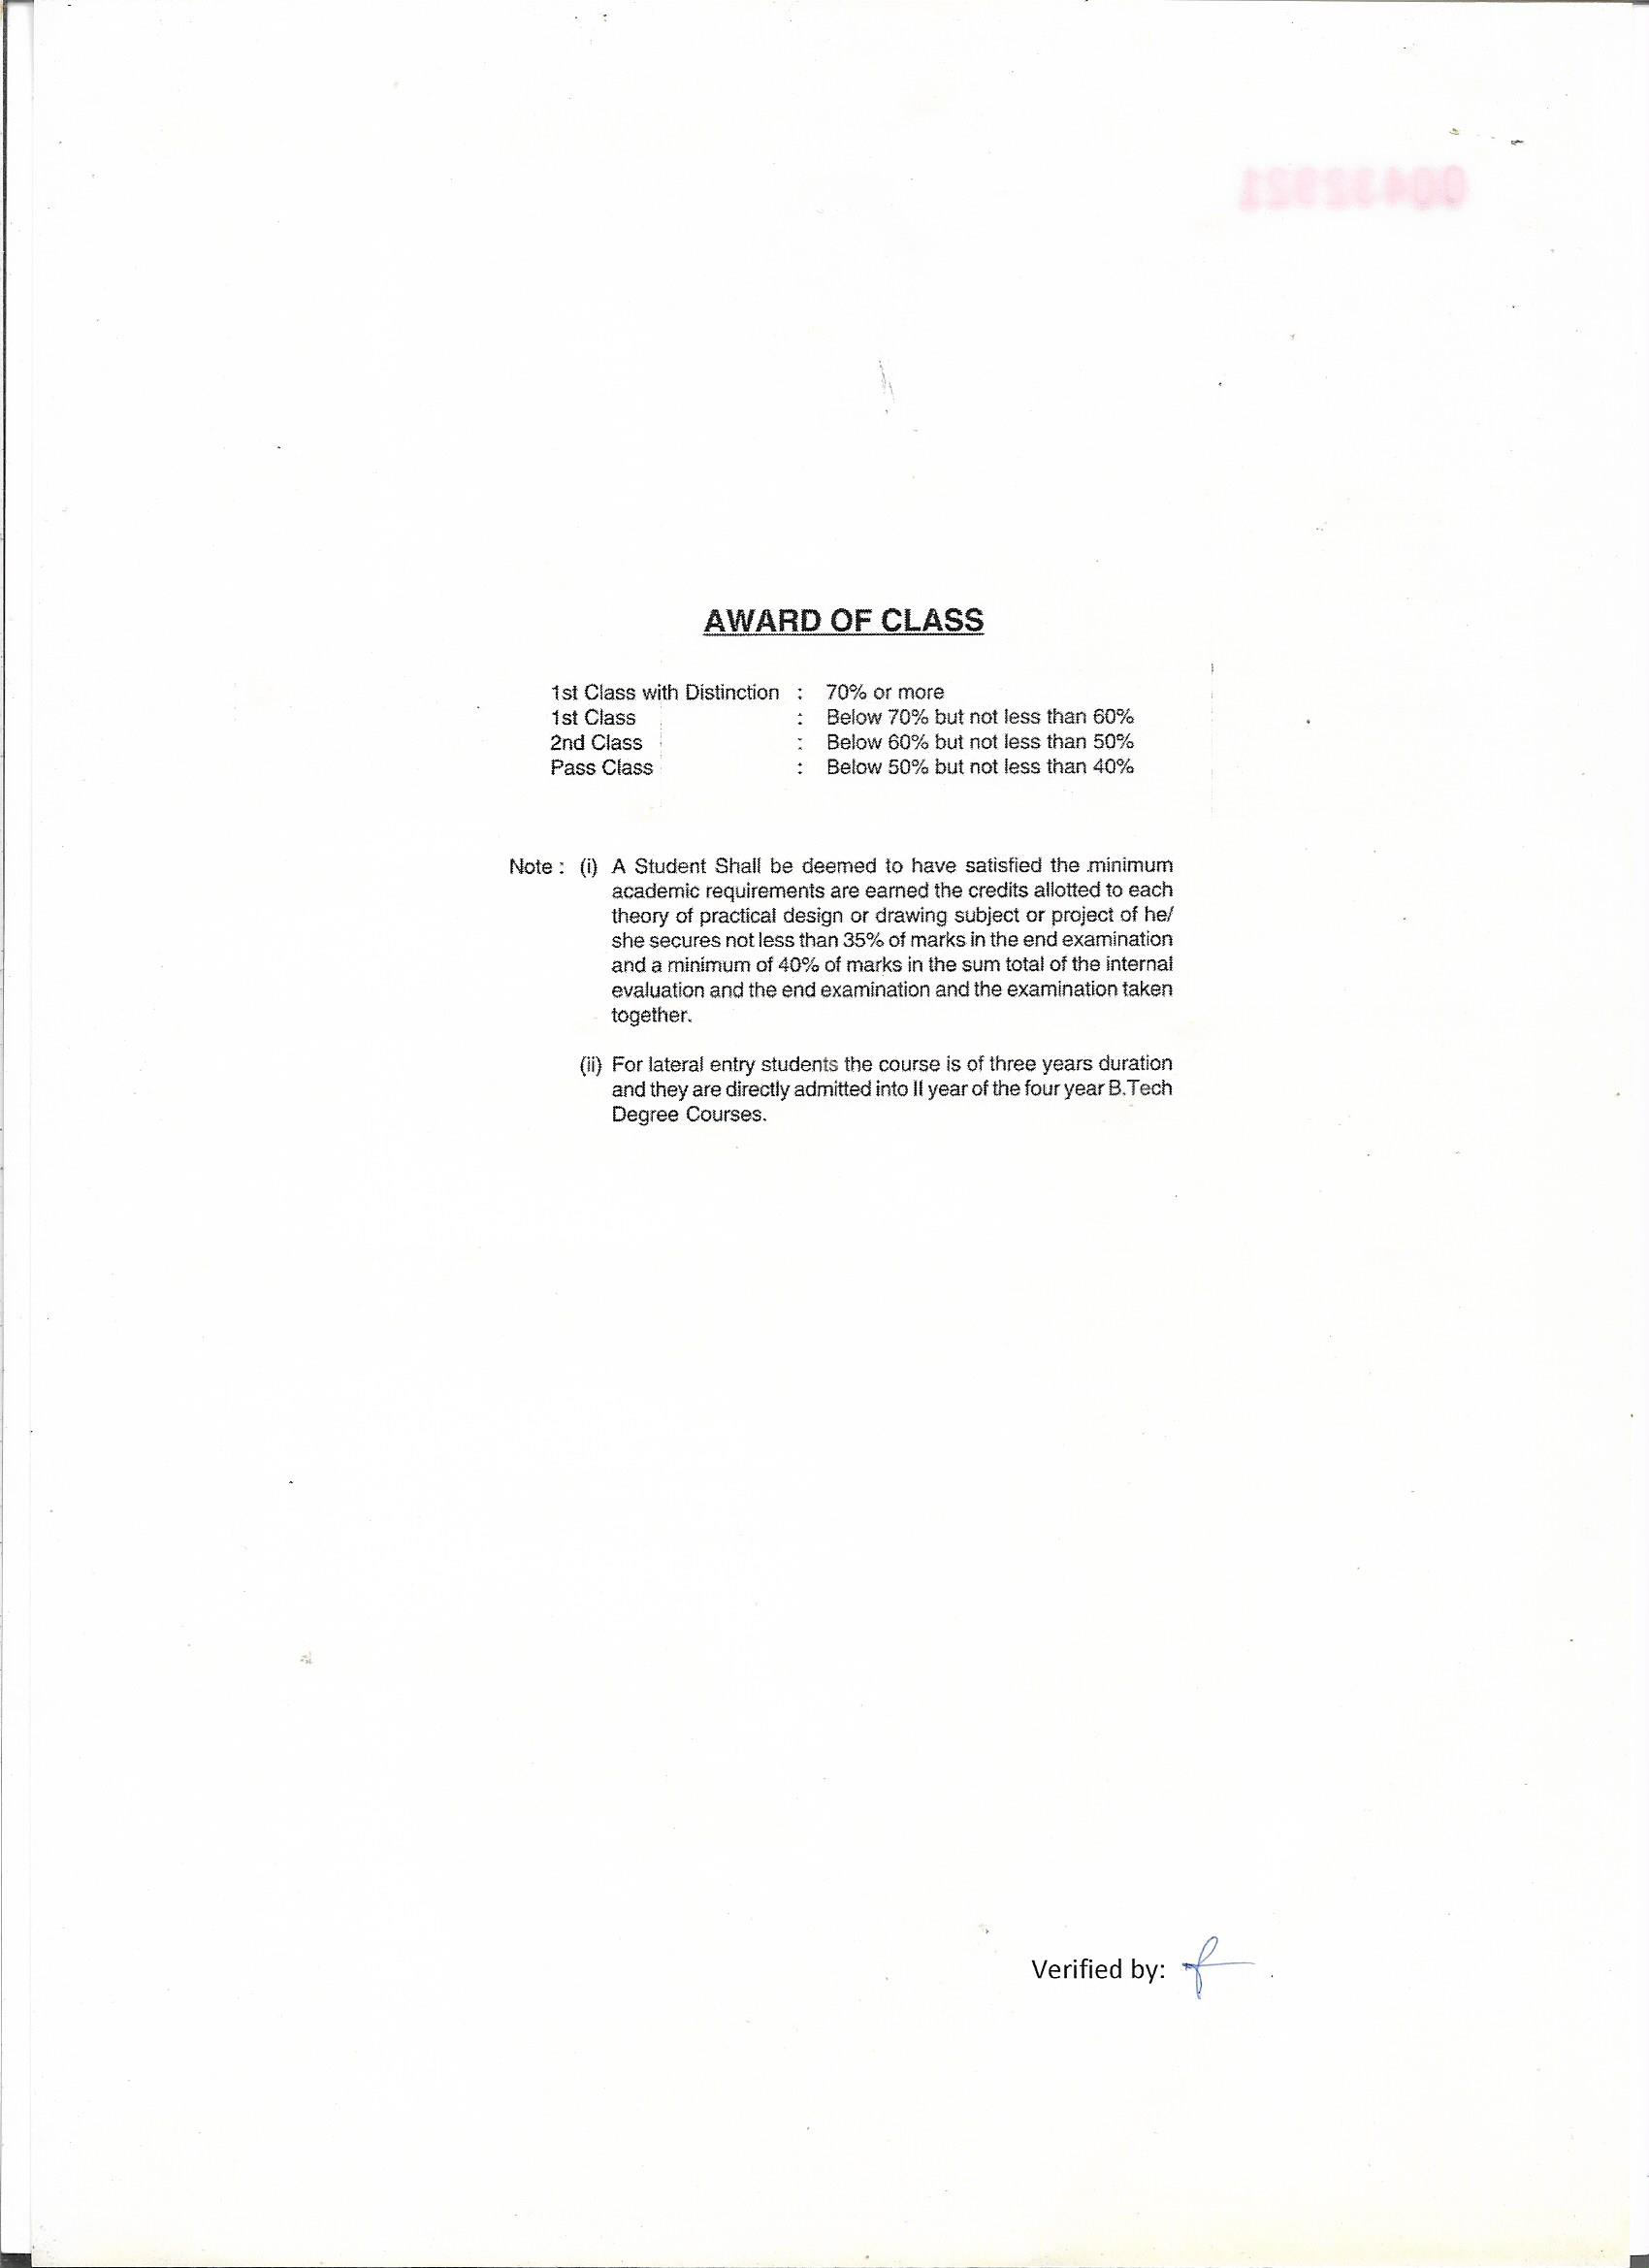 00432921
AWARD OF CLASS
1st Class with Distinction : 70% or more
1st Class : Below 70% but not less than 60%
2nd Class : Below 60% but not less than 50%
Pass Class : Below 50% but not less than 40%
Note : (i) A Student Shall be deemed to have satisfied the minimum
academic requirements are earned the credits allotted to each
theory of practical design or drawing subject or project of he/
she secures not less than 35% of marks in the end examination
and a minimum of 40% of marks in the sum total of the internal
evaluation and the end examination and the examination taken
together.
(ii) For lateral entry students the course is of three years duration
and they are directly admitted into II year of the four year B.Tech
Degree Courses.
Verified by: